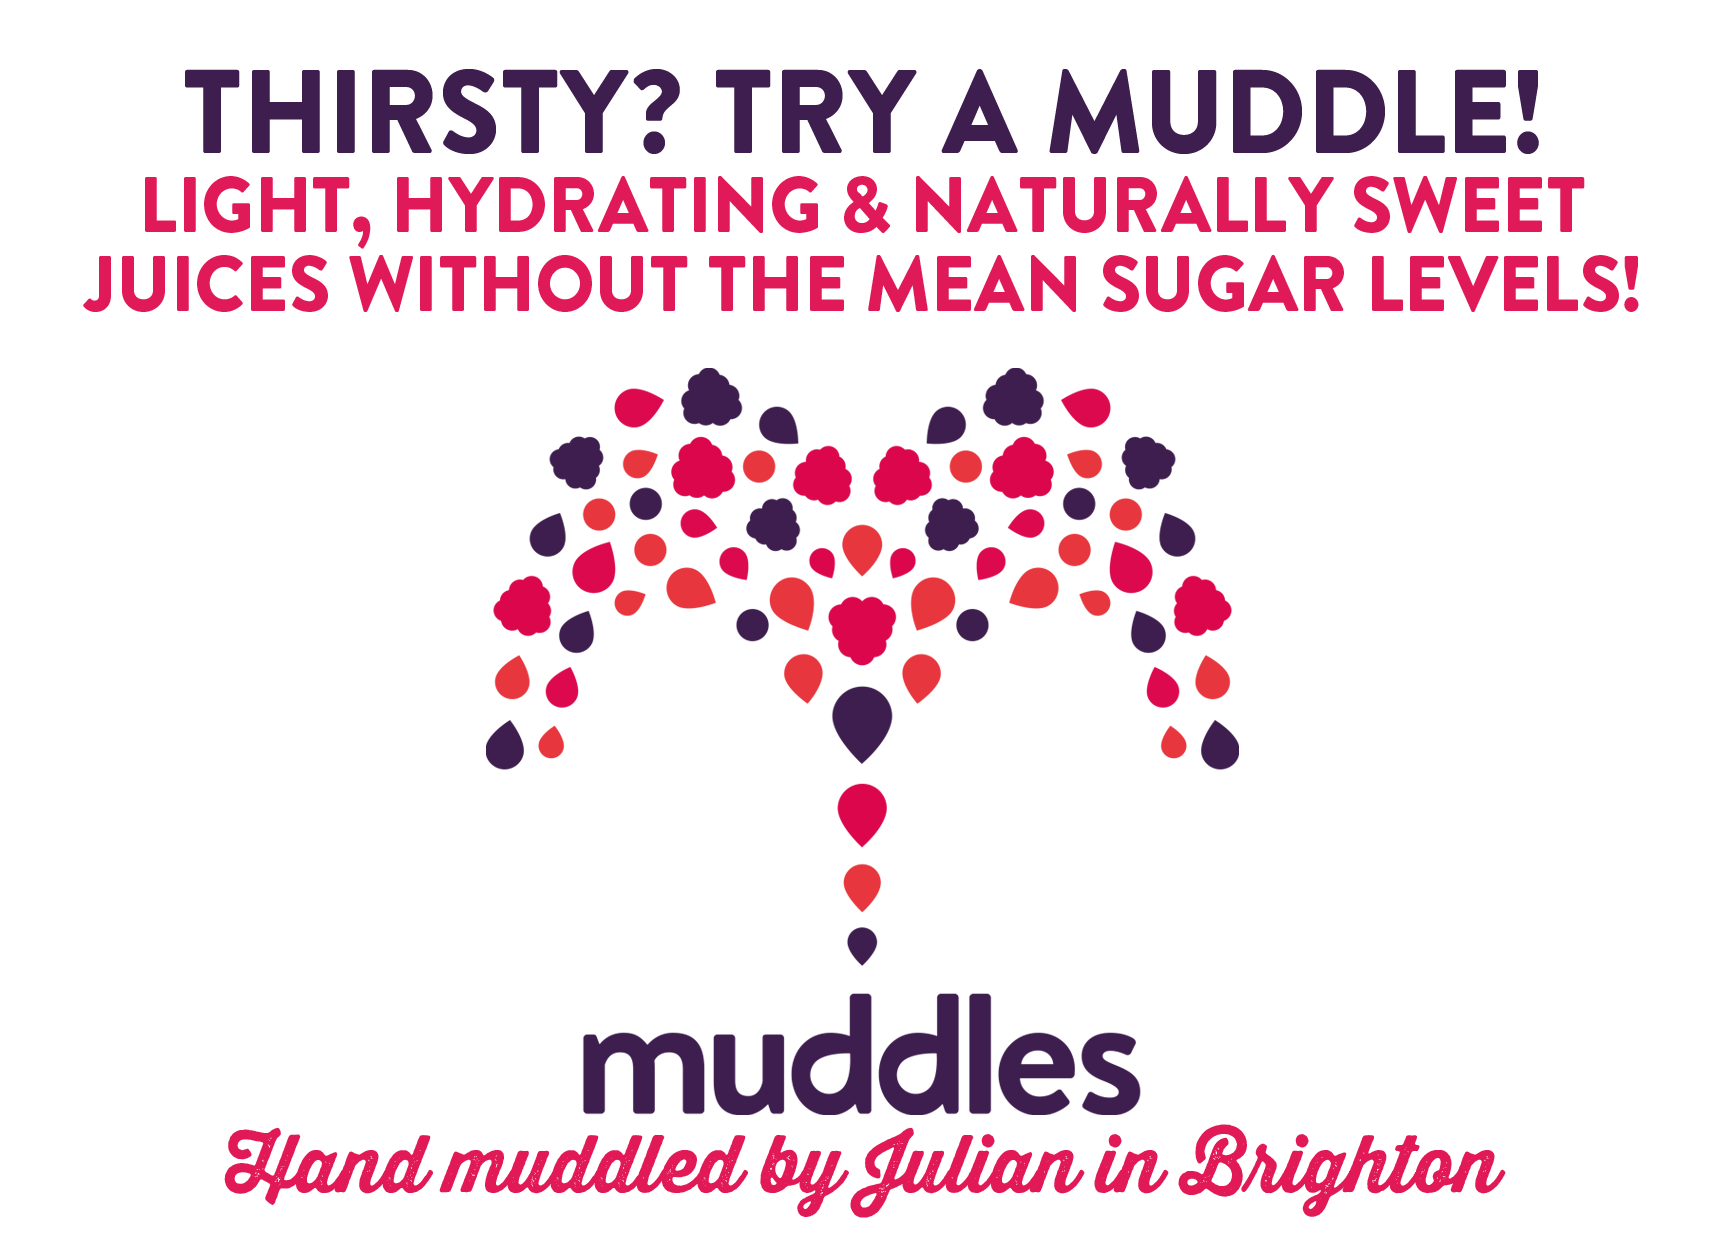 THIRSTY? TRY A MUDDLE!
LIGHT, HYDRATING & NATURALLY SWEET
JUICES WITHOUT THE MEAN SUGAR LEVELS!
muddles
Hand muddled by Julian in Brighton